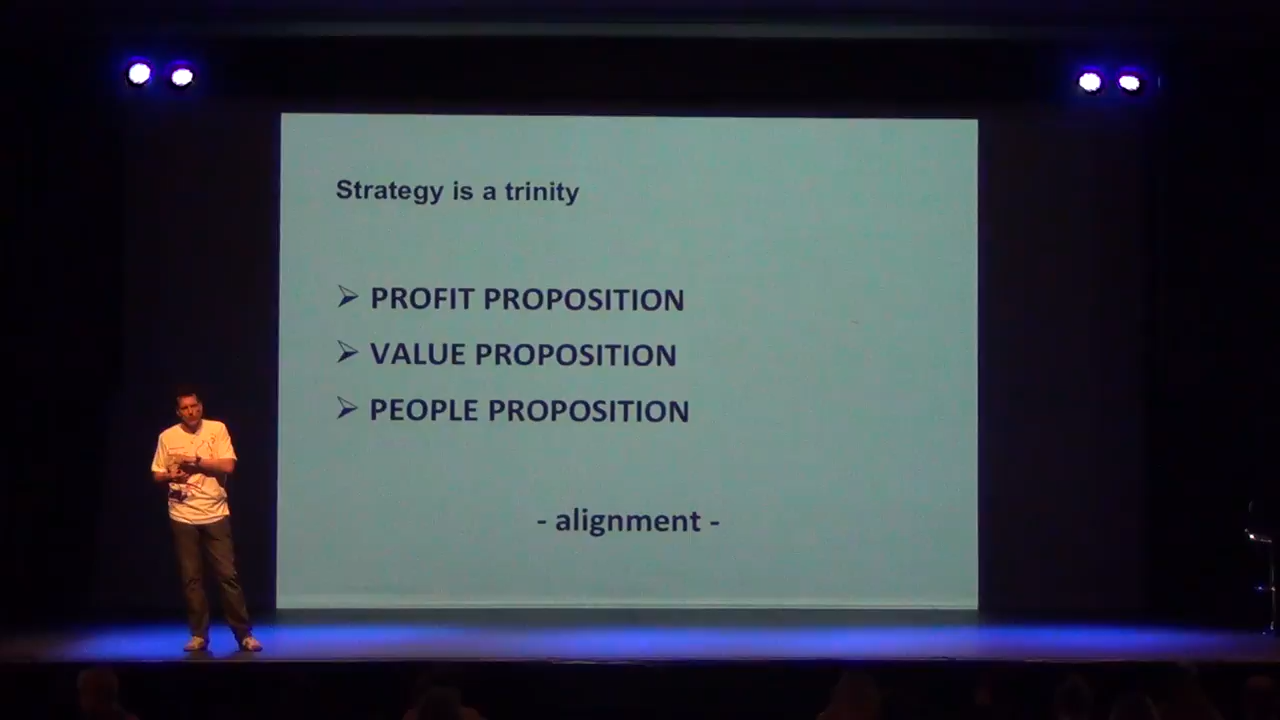 Strategy is a trinity
PROFIT PROPOSITION
VALUE PROPOSITION
PEOPLE PROPOSITION
- alignment -